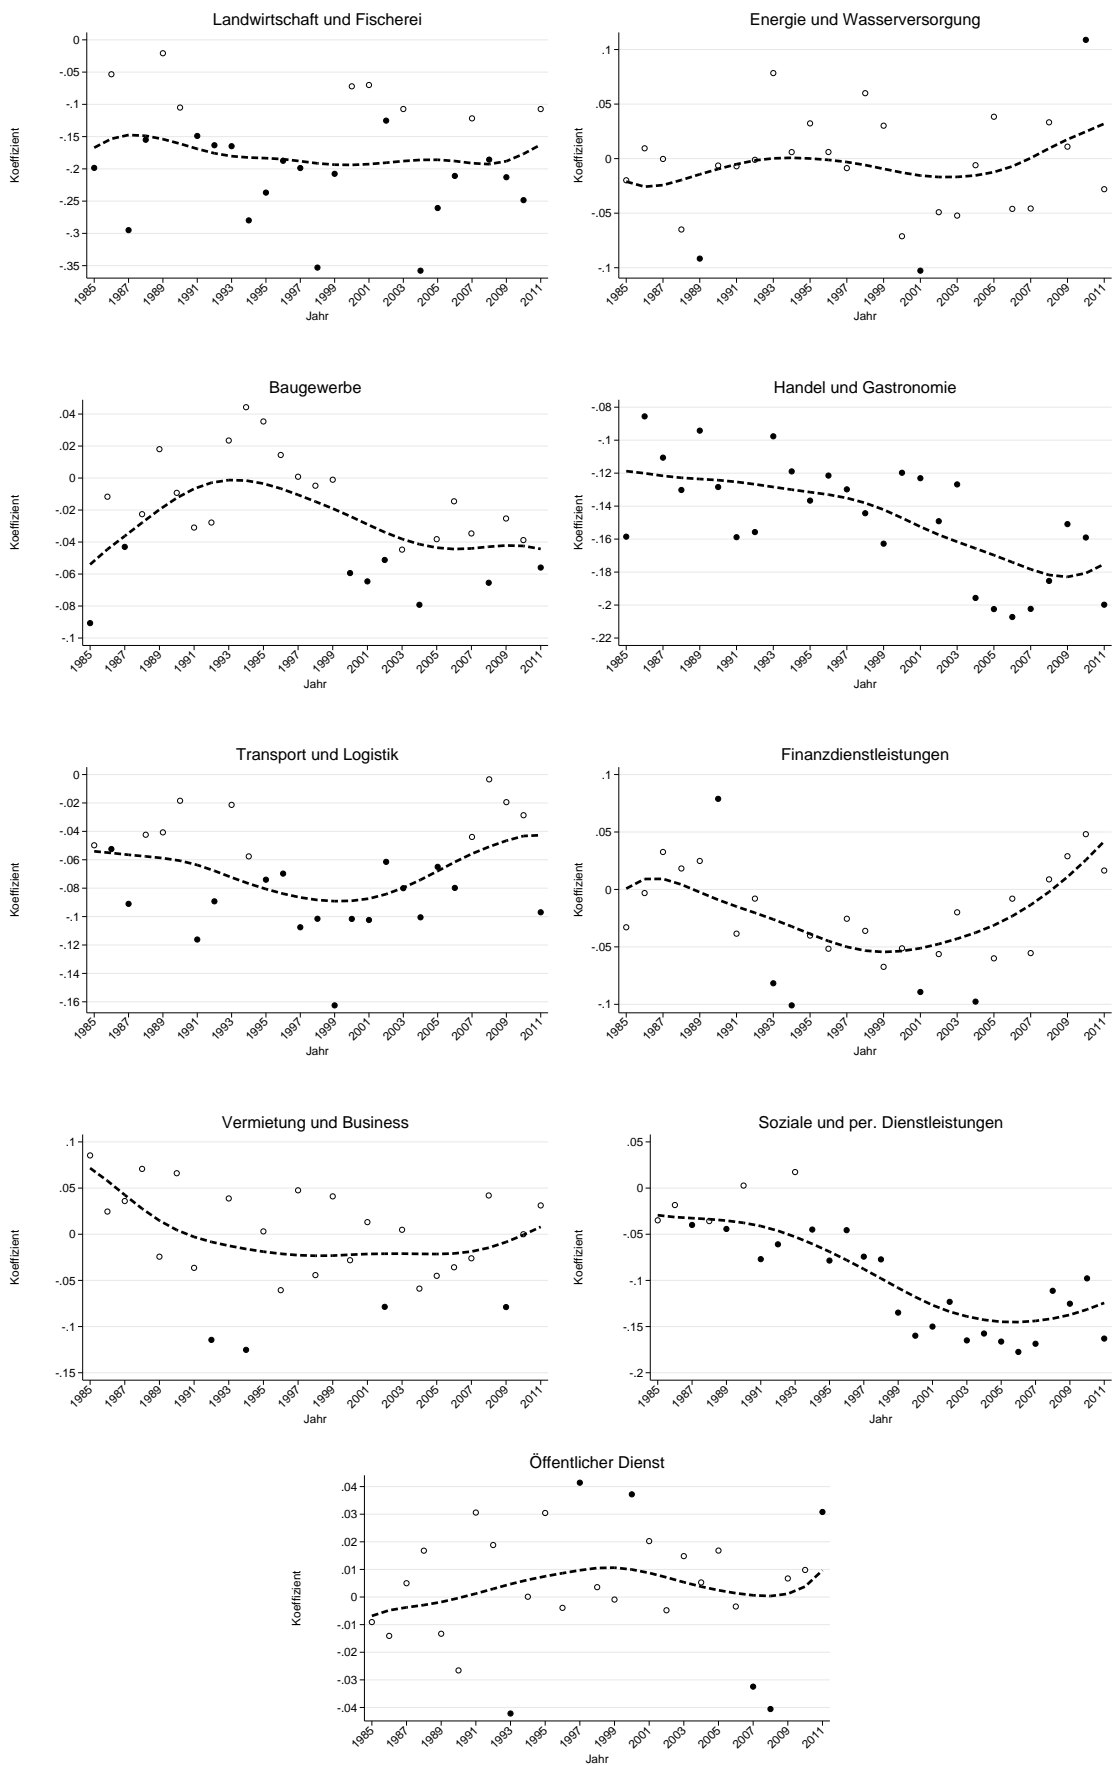 Landwirtschaft und Fischerei
Koeffizient
0
-.05
-.1
-.15
-.2
-.25
-.3
-.35
1985 1987 1989 1991 1993 1995 1997 1999 2001 2003 2005 2007 2009 2011
Jahr
Energie und Wasserversorgung
Koeffizient
.1
.05
0
-.05
-.1
1985 1987 1989 1991 1993 1995 1997 1999 2001 2003 2005 2007 2009 2011
Jahr
Baugewerbe
Koeffizient
.04
.02
0
-.02
-.04
-.06
-.08
-.1
1985 1987 1989 1991 1993 1995 1997 1999 2001 2003 2005 2007 2009 2011
Jahr
Handel und Gastronomie
Koeffizient
-.08
-.1
-.12
-.14
-.16
-.18
-.2
-.22
1985 1987 1989 1991 1993 1995 1997 1999 2001 2003 2005 2007 2009 2011
Jahr
Transport und Logistik
Koeffizient
0
-.02
-.04
-.06
-.08
-.1
-.12
-.14
-.16
1985 1987 1989 1991 1993 1995 1997 1999 2001 2003 2005 2007 2009 2011
Jahr
Finanzdienstleistungen
Koeffizient
.1
.05
0
-.05
-.1
1985 1987 1989 1991 1993 1995 1997 1999 2001 2003 2005 2007 2009 2011
Jahr
Vermietung und Business
Koeffizient
.1
.05
0
-.05
-.1
-.15
1985 1987 1989 1991 1993 1995 1997 1999 2001 2003 2005 2007 2009 2011
Jahr
Soziale und per. Dienstleistungen
Koeffizient
.05
0
-.05
-.1
-.15
-.2
1985 1987 1989 1991 1993 1995 1997 1999 2001 2003 2005 2007 2009 2011
Jahr
Öffentlicher Dienst
Koeffizient
.04
.03
.02
.01
0
-.01
-.02
-.03
-.04
1985 1987 1989 1991 1993 1995 1997 1999 2001 2003 2005 2007 2009 2011
Jahr